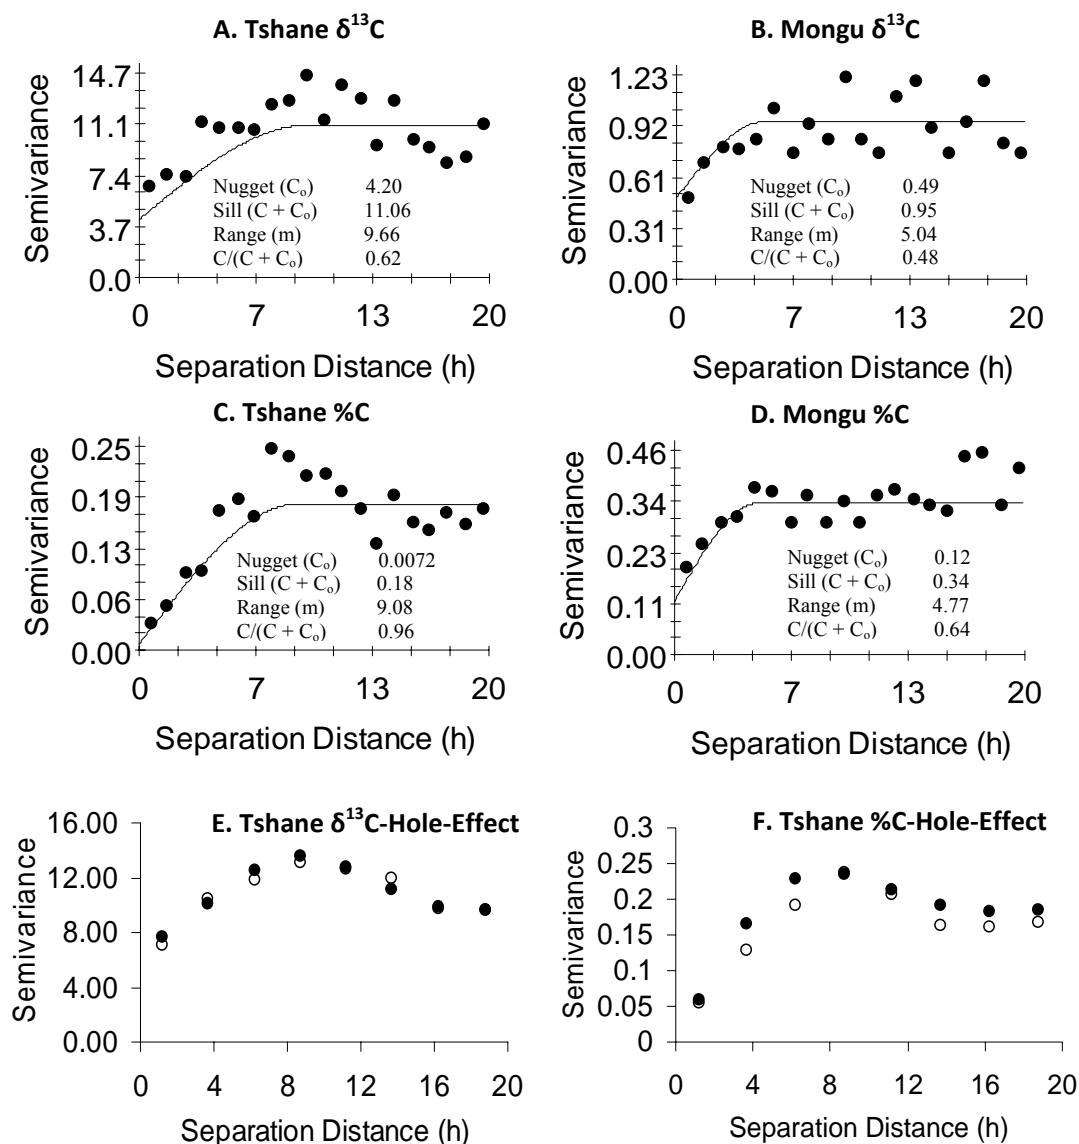 A. Tshane δ¹³C
Semivariance
14.7
11.1
7.4
3.7
0.0
Nugget (Cₒ) 4.20
Sill (C + Cₒ) 11.06
Range (m) 9.66
C/(C + Cₒ) 0.62
0 7 13 20
Separation Distance (h)
B. Mongu δ¹³C
Semivariance
1.23
0.92
0.61
0.31
0.00
Nugget (Cₒ) 0.49
Sill (C + Cₒ) 0.95
Range (m) 5.04
C/(C + Cₒ) 0.48
0 7 13 20
Separation Distance (h)
C. Tshane %C
Semivariance
0.25
0.19
0.13
0.06
0.00
Nugget (Cₒ) 0.0072
Sill (C + Cₒ) 0.18
Range (m) 9.08
C/(C + Cₒ) 0.96
0 7 13 20
Separation Distance (h)
D. Mongu %C
Semivariance
0.46
0.34
0.23
0.11
0.00
Nugget (Cₒ) 0.12
Sill (C + Cₒ) 0.34
Range (m) 4.77
C/(C + Cₒ) 0.64
0 7 13 20
Separation Distance (h)
E. Tshane δ¹³C-Hole-Effect
Semivariance
16.00
12.00
8.00
4.00
0.00
0 4 8 12 16 20
Separation Distance (h)
F. Tshane %C-Hole-Effect
Semivariance
0.3
0.25
0.2
0.15
0.1
0.05
0
0 4 8 12 16 20
Separation Distance (h)